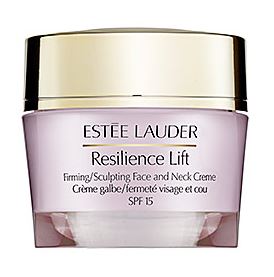 ESTĒE LAUDER
Resilience Lift
Firming/Sculpting Face and Neck Creme
Crème galbe/fermeté visage et cou
SPF 15